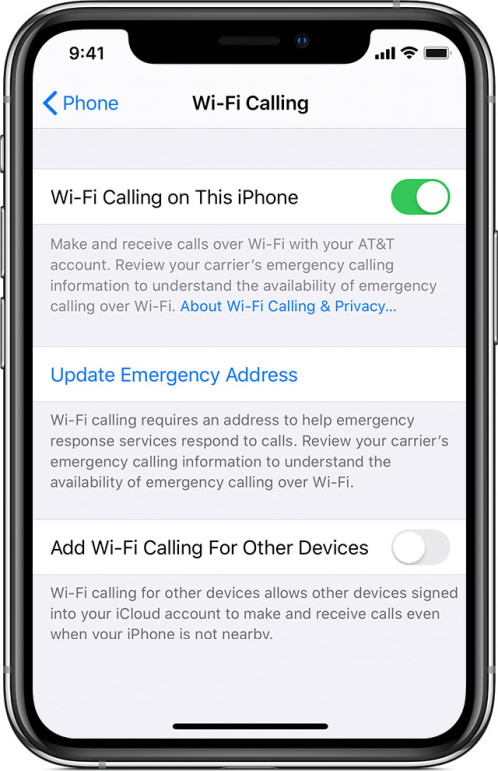 9:41
Phone
Wi-Fi Calling
Wi-Fi Calling on This iPhone
Make and receive calls over Wi-Fi with your AT&T
account. Review your carrier's emergency calling
information to understand the availability of emergency
calling over Wi-Fi. About Wi-Fi Calling & Privacy...
Update Emergency Address
Wi-Fi calling requires an address to help emergency
response services respond to calls. Review your carrier's
emergency calling information to understand the
availability of emergency calling over Wi-Fi.
Add Wi-Fi Calling For Other Devices
Wi-Fi calling for other devices allows other devices signed
into your iCloud account to make and receive calls even
when your iPhone is not nearby.